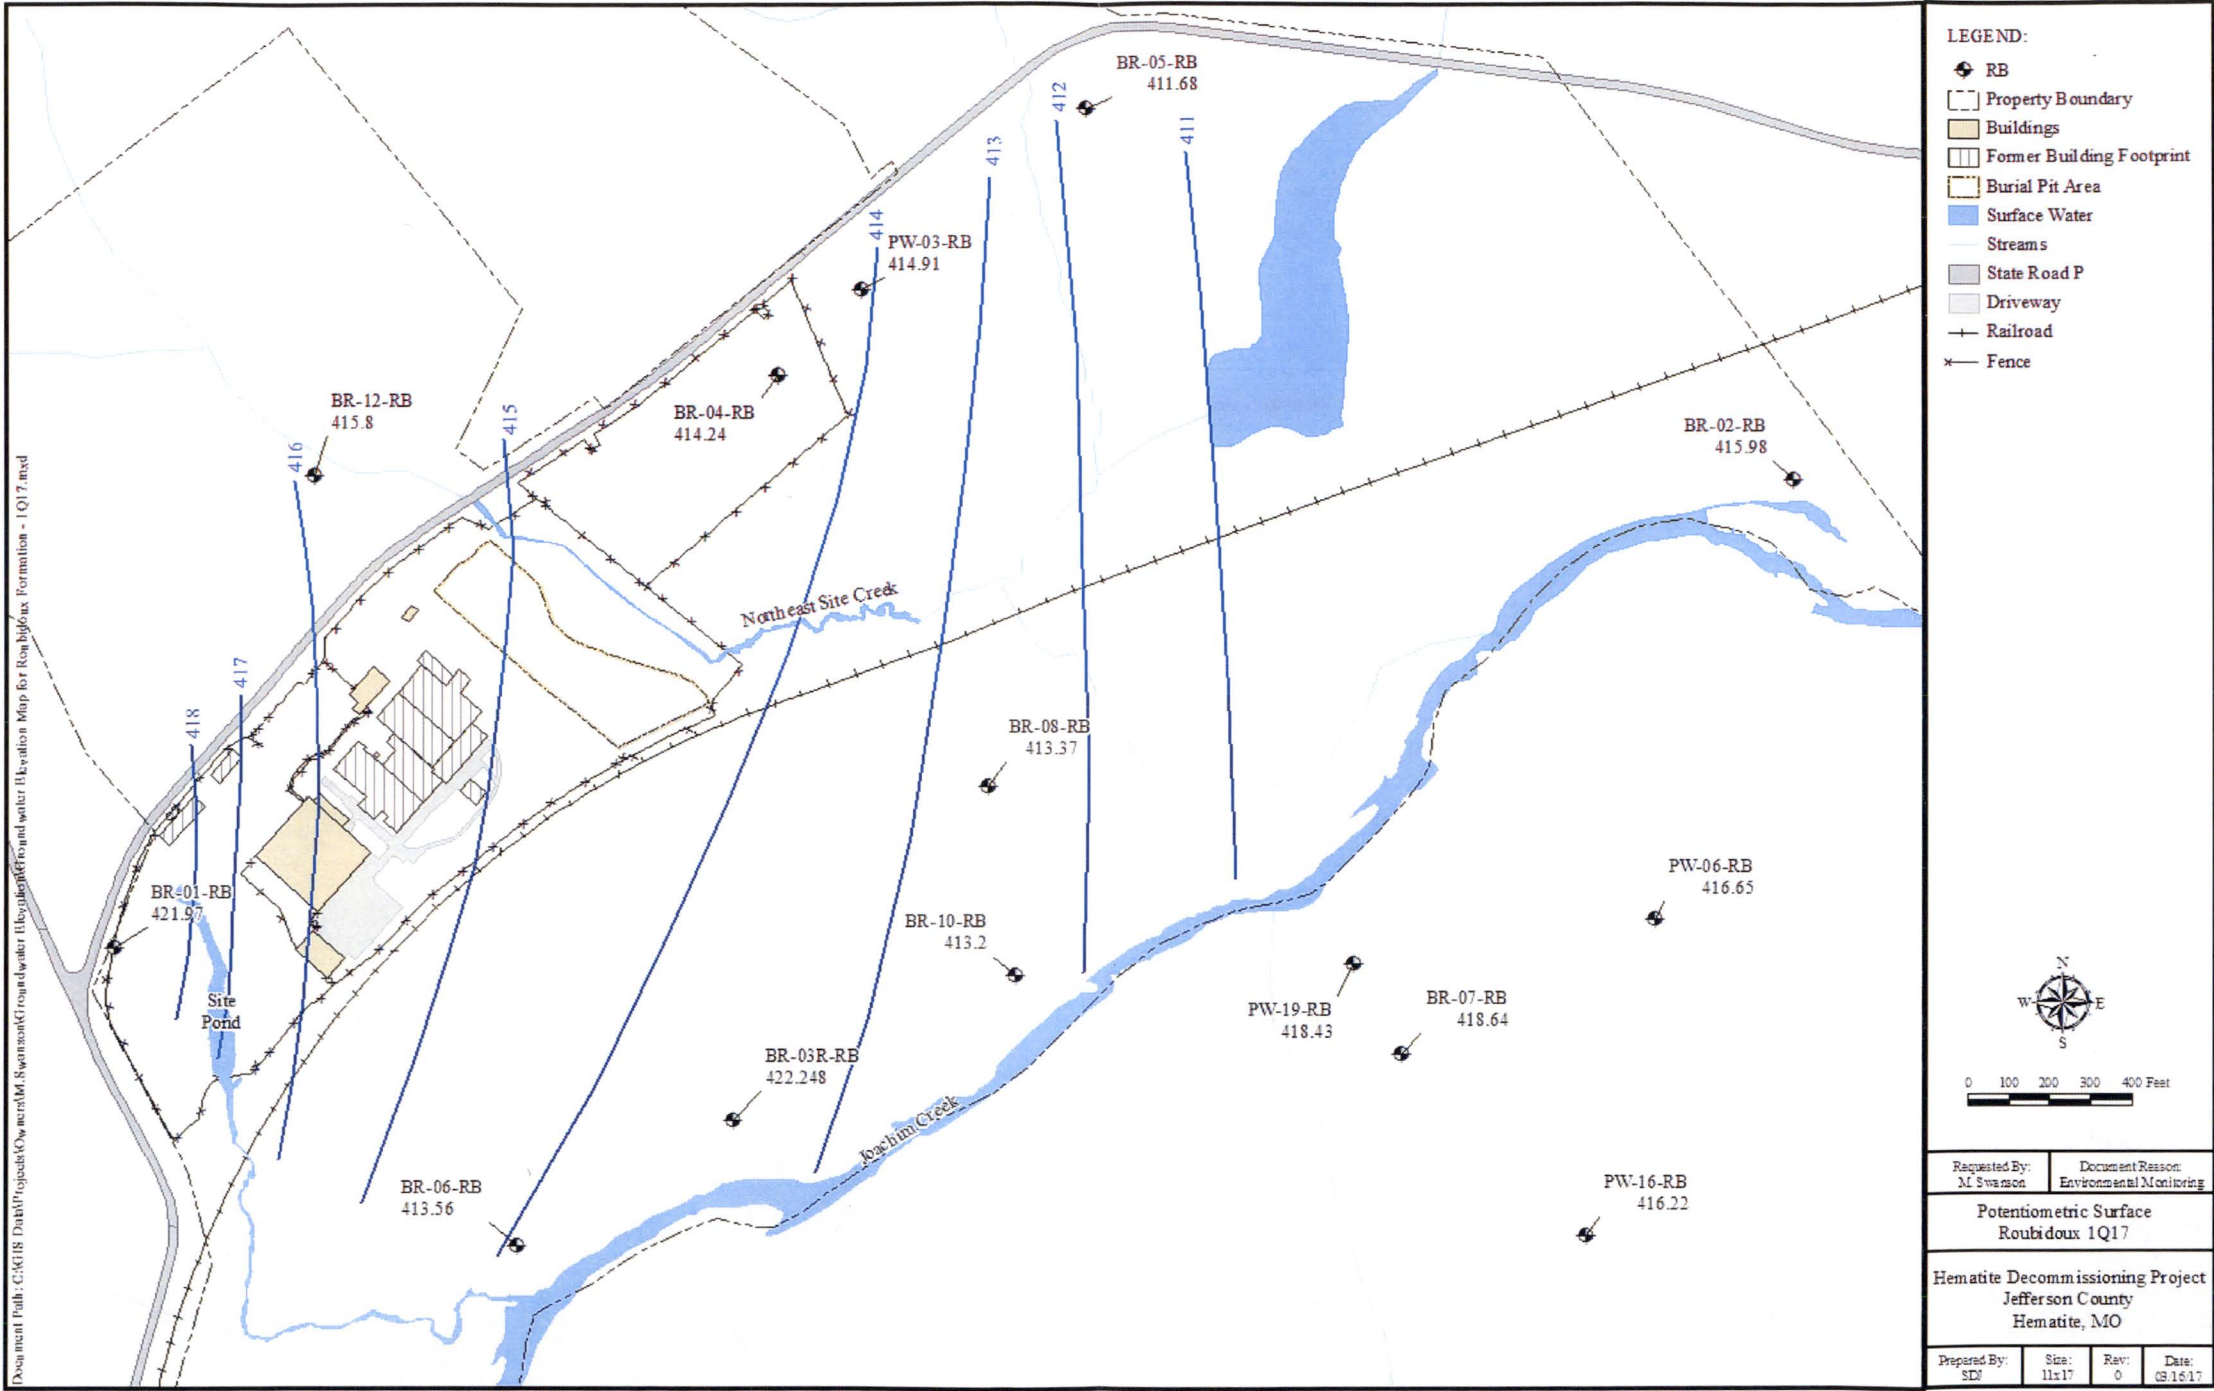 BR-05-RB
411.68
412
411
413
414
PW-03-RB
414.91
BR-12-RB
415.8
415
BR-04-RB
414.24
416
BR-02-RB
415.98
Northeast Site Creek
417
418
BR-08-RB
413.37
BR-01-RB
421.97
PW-06-RB
416.65
BR-10-RB
413.2
Site
Pond
PW-19-RB
418.43
BR-07-RB
418.64
BR-03R-RB
422.248
Joachim Creek
BR-06-RB
413.56
PW-16-RB
416.22
LEGEND:
RB
Property Boundary
Buildings
Former Building Footprint
Burial Pit Area
Surface Water
Streams
State Road P
Driveway
Railroad
Fence
N
W E
S
0 100 200 300 400 Feet
Requested By:
M. Swanson
Document Reason:
Environmental Monitoring
Potentiometric Surface
Roubidoux 1Q17
Hematite Decommissioning Project
Jefferson County
Hematite, MO
Prepared By:
SDJ
Size:
11x17
Rev:
0
Date:
03.16.17